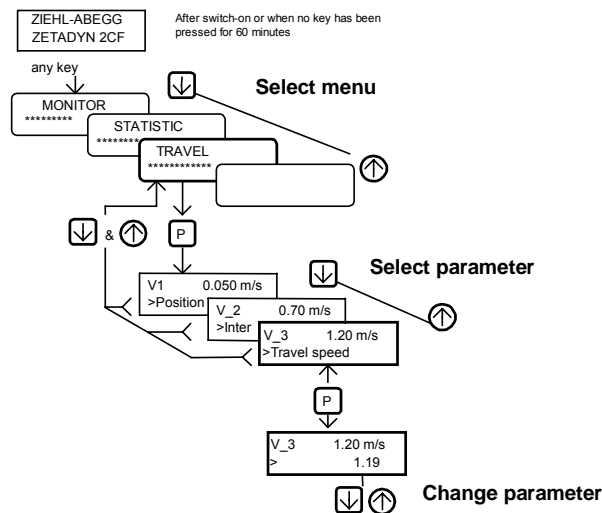 ZIEHL-ABEGG
ZETADYN 2CF
After switch-on or when no key has been
pressed for 60 minutes
any key
Select menu
MONITOR
*********
STATISTIC
*********
TRAVEL
************
&
P
Select parameter
V1 0.050 m/s
>Position
V_2 0.70 m/s
>Inter
V_3 1.20 m/s
>Travel speed
P
V_3 1.20 m/s
> 1.19
Change parameter